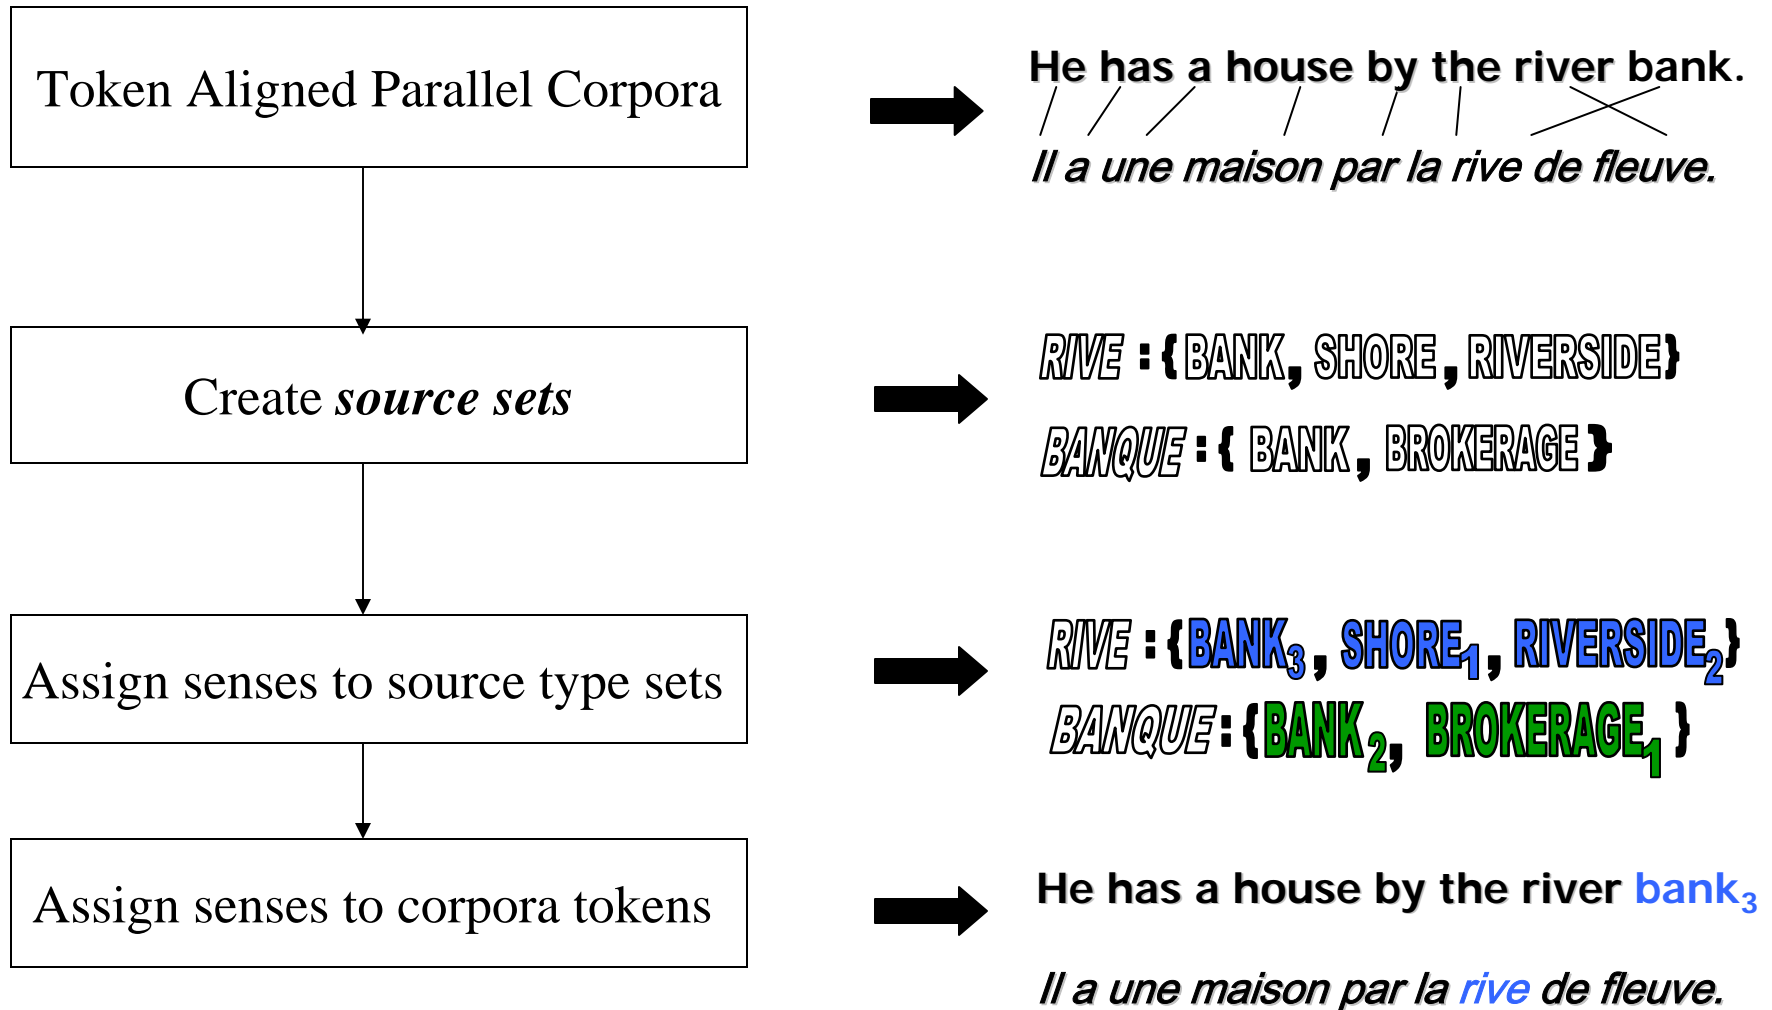 Token Aligned Parallel Corpora
He has a house by the river bank.
Il a une maison par la rive de fleuve.
Create source sets
RIVE : { BANK, SHORE, RIVERSIDE}
BANQUE : { BANK, BROKERAGE }
Assign senses to source type sets
RIVE : {BANK3, SHORE1, RIVERSIDE2}
BANQUE : {BANK2, BROKERAGE1 }
Assign senses to corpora tokens
He has a house by the river bank3
Il a une maison par la rive de fleuve.